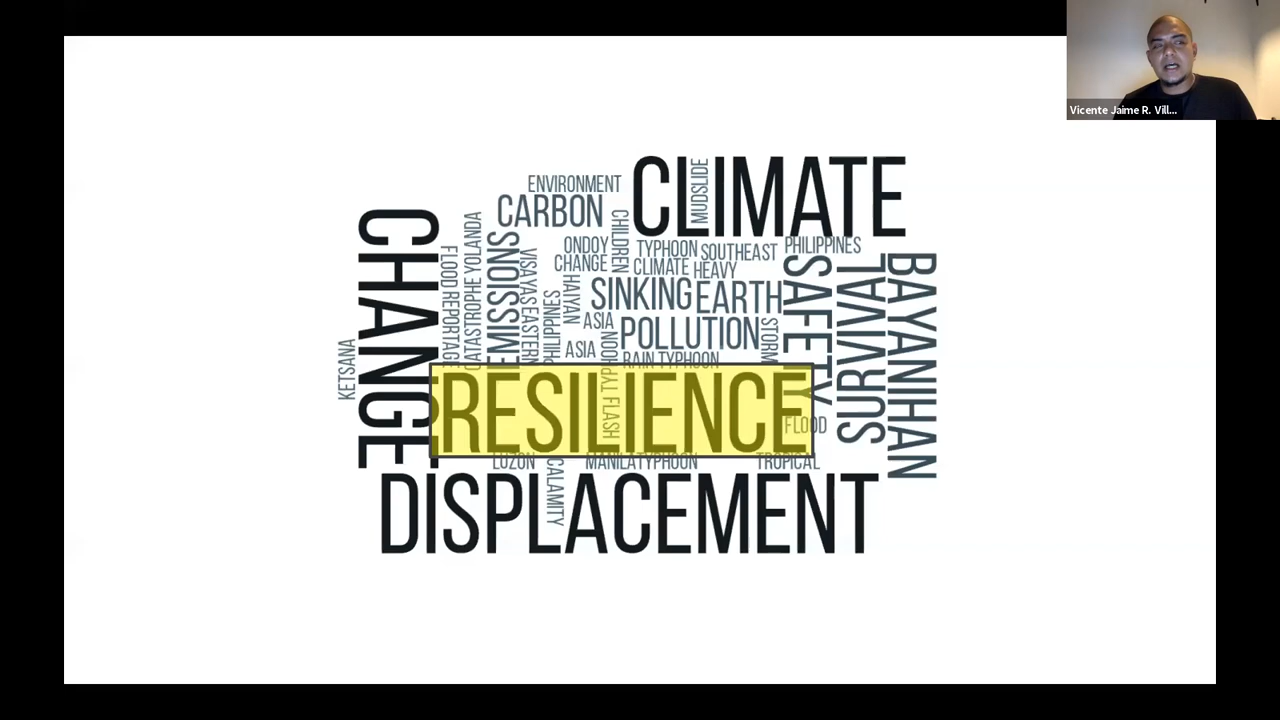 Vicente Jaime R. Vill...
CLIMATE
MUDSLIDE
ENVIRONMENT
CARBON
CHILDREN
ONDOY
TYPHOON
SOUTHEAST
PHILIPPINES
CHANGE
CLIMATE
HEAVY
CHANGE
FLOOD REPORTAGE
CATASTROPHE YOLANDA
EMISSIONS
VISAYAS EASTERN
PHILIPPINES
HAIYAN
SINKING
EARTH
SAFETY
SURVIVAL
BAYANIHAN
ASIA
POLLUTION
STORM
ASIA
TYPHOON
RAIN TYPHOON
KETSANA
RESILIENCE
FLASH
FLOOD
LUZON
MANILA TYPHOON
TROPICAL
CALAMITY
DISPLACEMENT